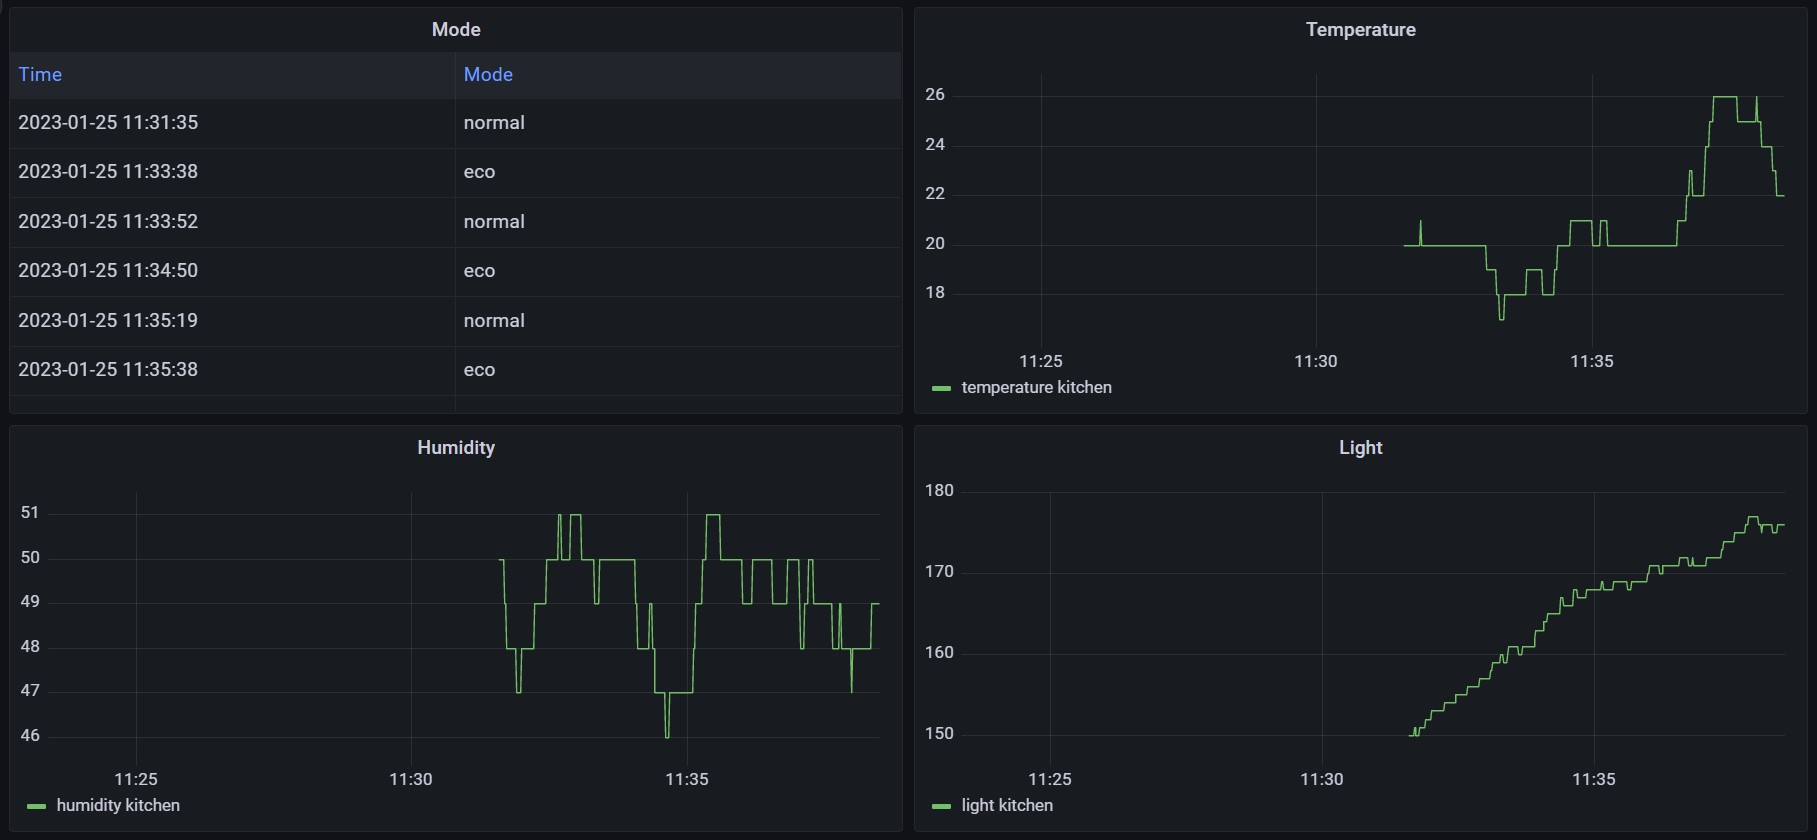 Mode
Time Mode
2023-01-25 11:31:35 normal
2023-01-25 11:33:38 eco
2023-01-25 11:33:52 normal
2023-01-25 11:34:50 eco
2023-01-25 11:35:19 normal
2023-01-25 11:35:38 eco
Temperature
26
24
22
20
18
11:25 11:30 11:35
temperature kitchen
Humidity
51
50
49
48
47
46
11:25 11:30 11:35
humidity kitchen
Light
180
170
160
150
11:25 11:30 11:35
light kitchen